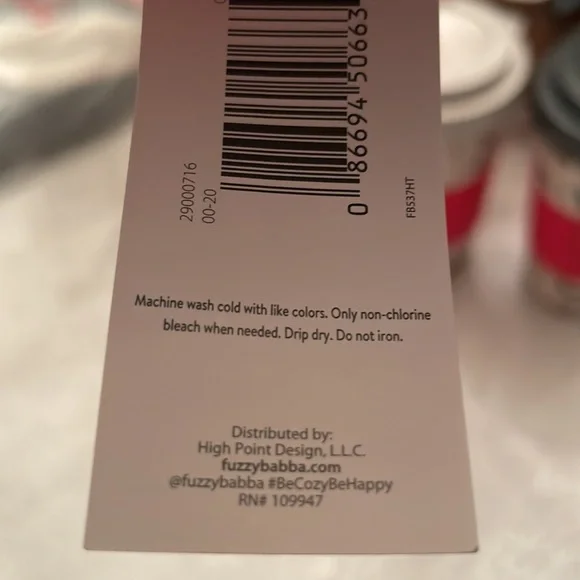 0 86694 50663
29000716
00-20
FB537HT
Machine wash cold with like colors. Only non-chlorine
bleach when needed. Drip dry. Do not iron.
Distributed by:
High Point Design, L.L.C.
fuzzybabba.com
@fuzzybabba #BeCozyBeHappy
RN# 109947